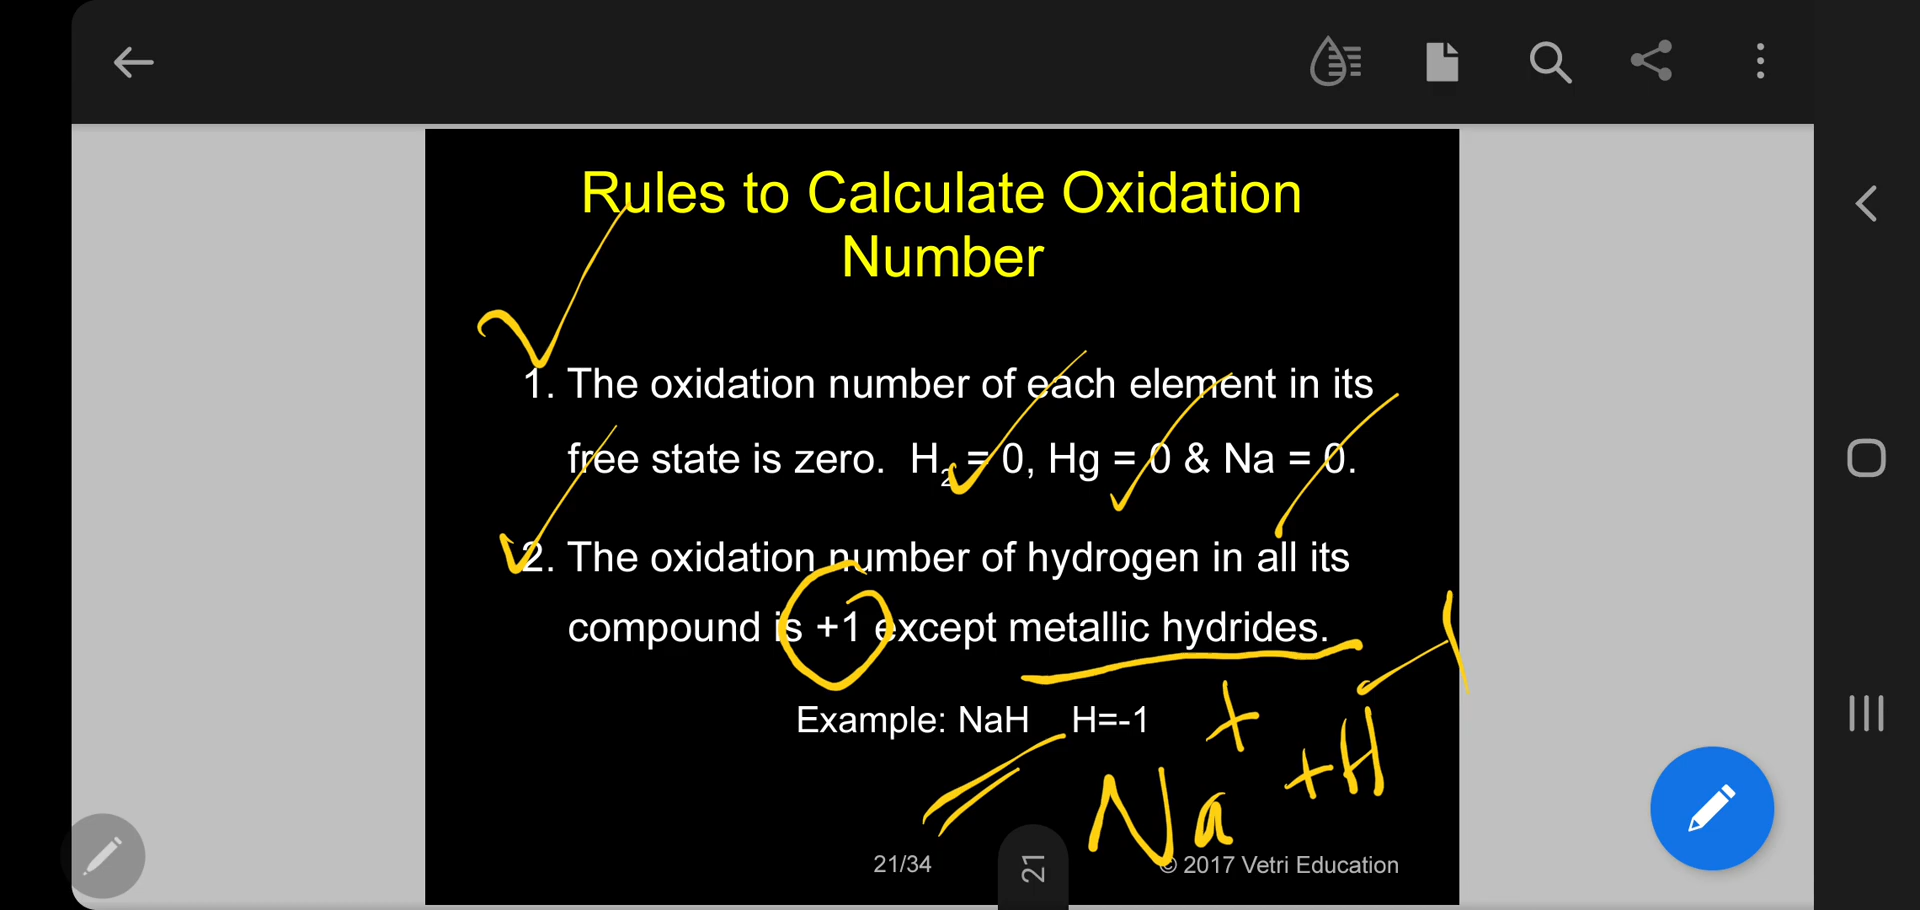 Rules to Calculate Oxidation
Number
1. The oxidation number of each element in its
free state is zero. H₂ = 0, Hg = 0 & Na = 0.
2. The oxidation number of hydrogen in all its
compound is +1 except metallic hydrides.
Example: NaH H=-1
Na⁺ + H⁻¹
21/34
21
© 2017 Vetri Education